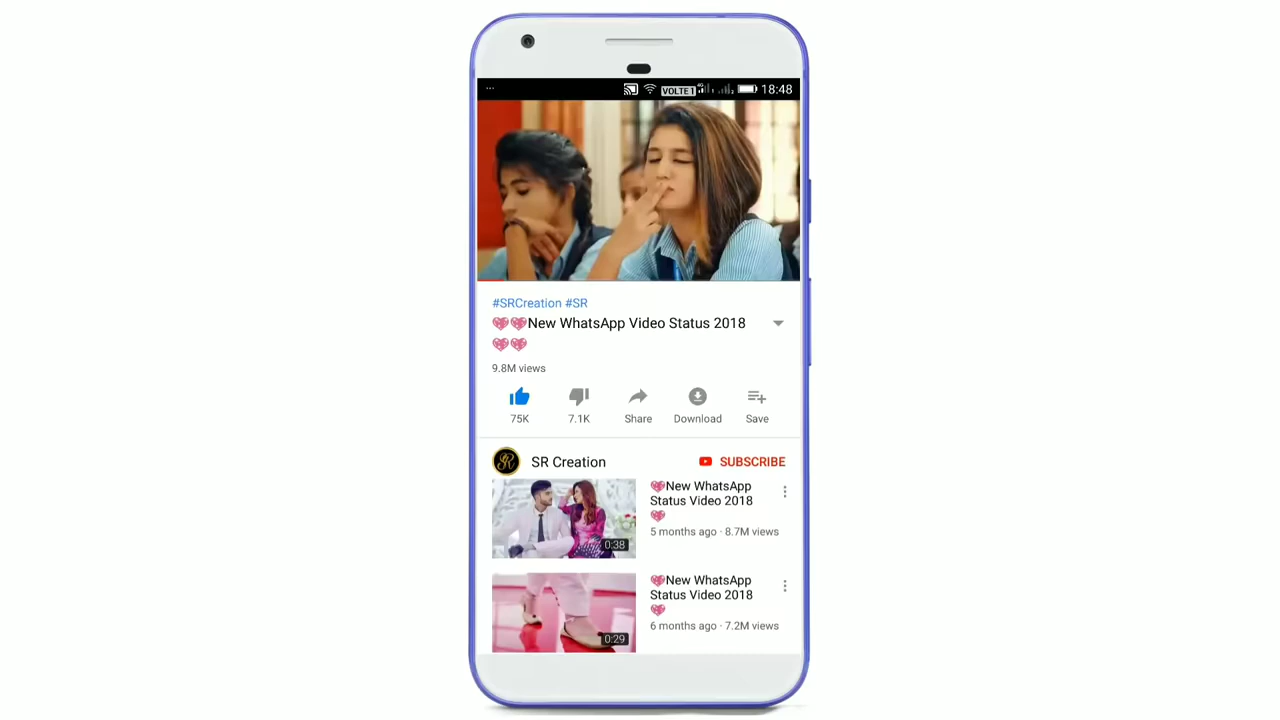 VOLTE 1 18:48
#SRCreation #SR
💖💖New WhatsApp Video Status 2018
💖💖
9.8M views
75K 7.1K Share Download Save
SR Creation SUBSCRIBE
💖New WhatsApp
Status Video 2018
💖
5 months ago · 8.7M views
0:38
💖New WhatsApp
Status Video 2018
💖
6 months ago · 7.2M views
0:29